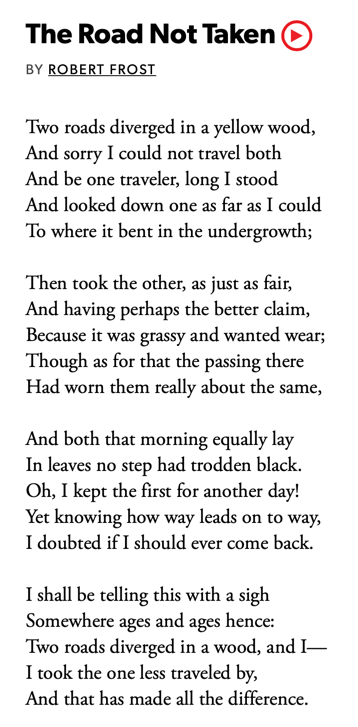 The Road Not Taken
BY ROBERT FROST
Two roads diverged in a yellow wood,
And sorry I could not travel both
And be one traveler, long I stood
And looked down one as far as I could
To where it bent in the undergrowth;
Then took the other, as just as fair,
And having perhaps the better claim,
Because it was grassy and wanted wear;
Though as for that the passing there
Had worn them really about the same,
And both that morning equally lay
In leaves no step had trodden black.
Oh, I kept the first for another day!
Yet knowing how way leads on to way,
I doubted if I should ever come back.
I shall be telling this with a sigh
Somewhere ages and ages hence:
Two roads diverged in a wood, and I—
I took the one less traveled by,
And that has made all the difference.